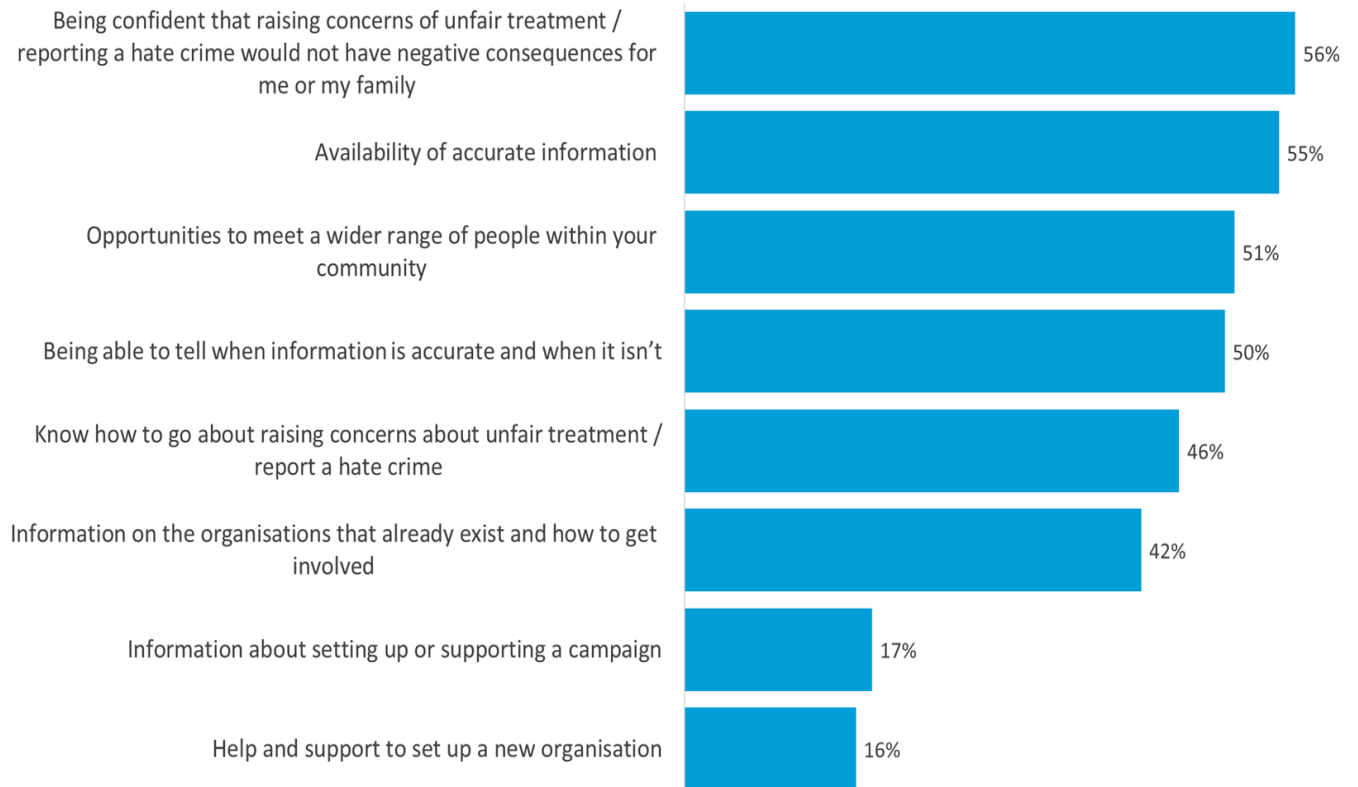 Being confident that raising concerns of unfair treatment /
reporting a hate crime would not have negative consequences for
me or my family
56%
Availability of accurate information
55%
Opportunities to meet a wider range of people within your
community
51%
Being able to tell when information is accurate and when it isn’t
50%
Know how to go about raising concerns about unfair treatment /
report a hate crime
46%
Information on the organisations that already exist and how to get
involved
42%
Information about setting up or supporting a campaign
17%
Help and support to set up a new organisation
16%